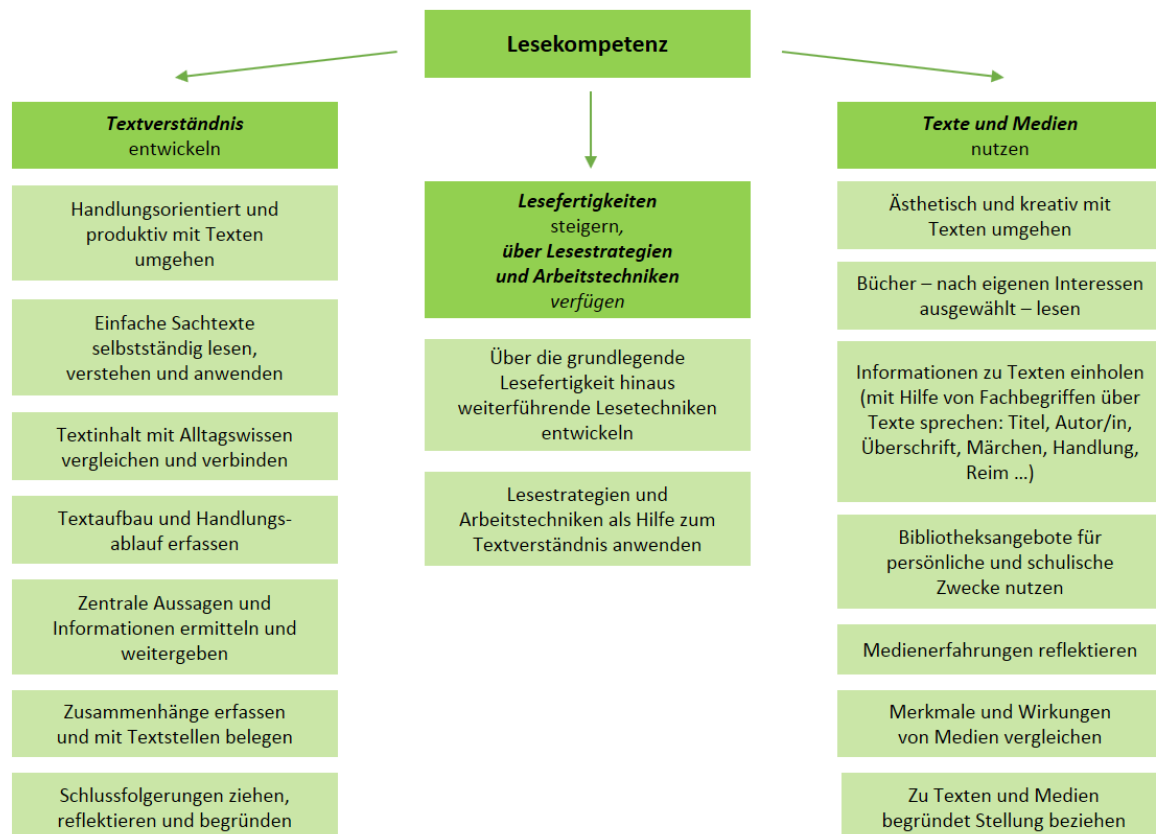 Lesekompetenz
Textverständnis
entwickeln
Handlungsorientiert und
produktiv mit Texten
umgehen
Einfache Sachtexte
selbstständig lesen,
verstehen und anwenden
Textinhalt mit Alltagswissen
vergleichen und verbinden
Textaufbau und Handlungs-
ablauf erfassen
Zentrale Aussagen und
Informationen ermitteln und
weitergeben
Zusammenhänge erfassen
und mit Textstellen belegen
Schlussfolgerungen ziehen,
reflektieren und begründen
Lesefertigkeiten
steigern,
über Lesestrategien
und Arbeitstechniken
verfügen
Über die grundlegende
Lesefertigkeit hinaus
weiterführende Lesetechniken
entwickeln
Lesestrategien und
Arbeitstechniken als Hilfe zum
Textverständnis anwenden
Texte und Medien
nutzen
Ästhetisch und kreativ mit
Texten umgehen
Bücher – nach eigenen Interessen
ausgewählt – lesen
Informationen zu Texten einholen
(mit Hilfe von Fachbegriffen über
Texte sprechen: Titel, Autor/in,
Überschrift, Märchen, Handlung,
Reim …)
Bibliotheksangebote für
persönliche und schulische
Zwecke nutzen
Medienerfahrungen reflektieren
Merkmale und Wirkungen
von Medien vergleichen
Zu Texten und Medien
begründet Stellung beziehen